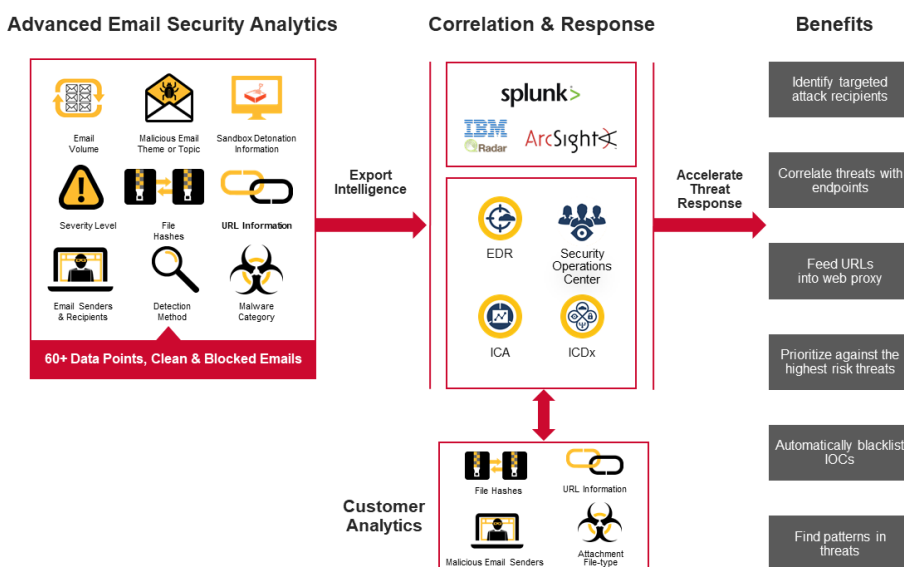 Advanced Email Security Analytics
Correlation & Response
Benefits
Email
Volume
Malicious Email
Theme or Topic
Sandbox Detonation
Information
Severity Level
File
Hashes
URL Information
Email Senders
& Recipients
Detection
Method
Malware
Category
60+ Data Points, Clean & Blocked Emails
Export
Intelligence
splunk>
IBM
Radar
ArcSight
EDR
Security
Operations
Center
ICA
ICDx
Accelerate
Threat
Response
Customer
Analytics
File Hashes
URL Information
Malicious Email Senders
Attachment
File-type
Identify targeted
attack recipients
Correlate threats with
endpoints
Feed URLs
into web proxy
Prioritize against the
highest risk threats
Automatically blacklist
IOCs
Find patterns in
threats